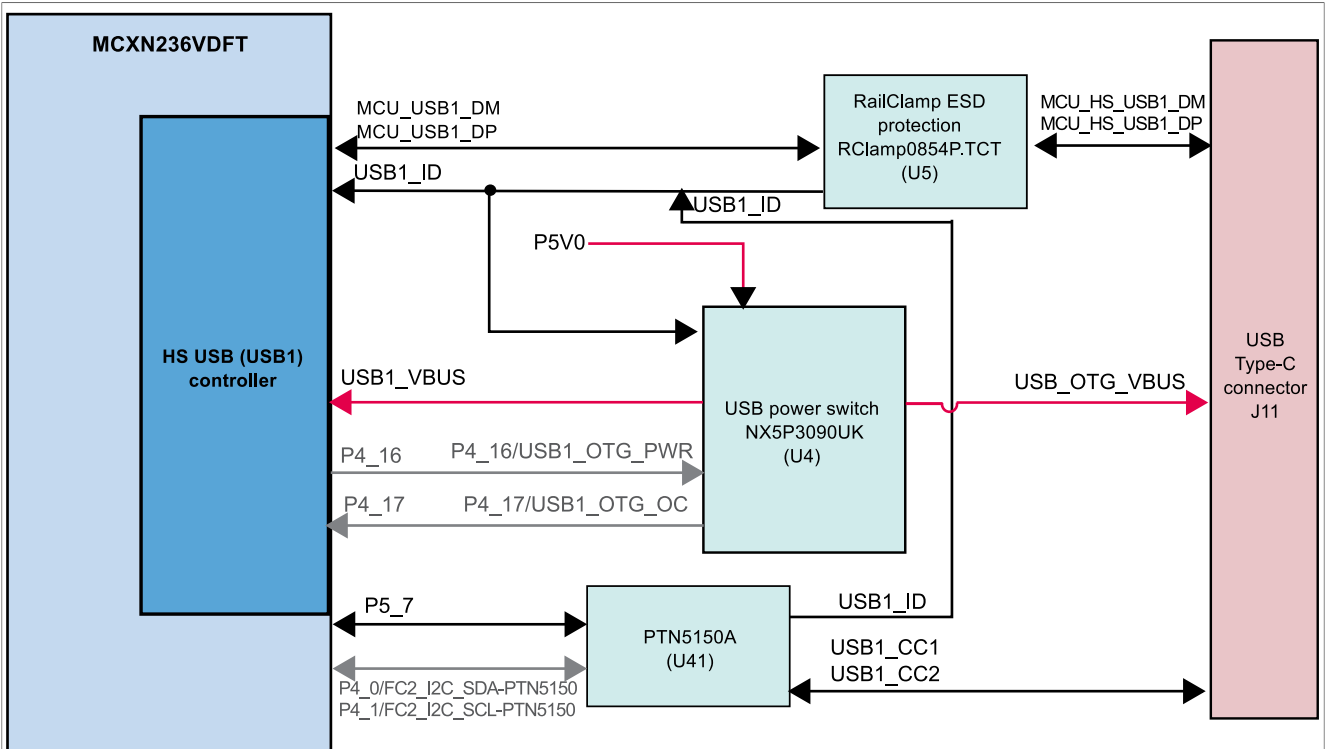 MCXN236VDFT
HS USB (USB1)
controller
MCU_USB1_DM
MCU_USB1_DP
USB1_ID
RailClamp ESD
protection
RClamp0854P.TCT
(U5)
MCU_HS_USB1_DM
MCU_HS_USB1_DP
USB1_ID
P5V0
USB1_VBUS
USB power switch
NX5P3090UK
(U4)
USB_OTG_VBUS
USB
Type-C
connector
J11
P4_16
P4_16/USB1_OTG_PWR
P4_17
P4_17/USB1_OTG_OC
P5_7
PTN5150A
(U41)
USB1_ID
USB1_CC1
USB1_CC2
P4_0/FC2_I2C_SDA-PTN5150
P4_1/FC2_I2C_SCL-PTN5150